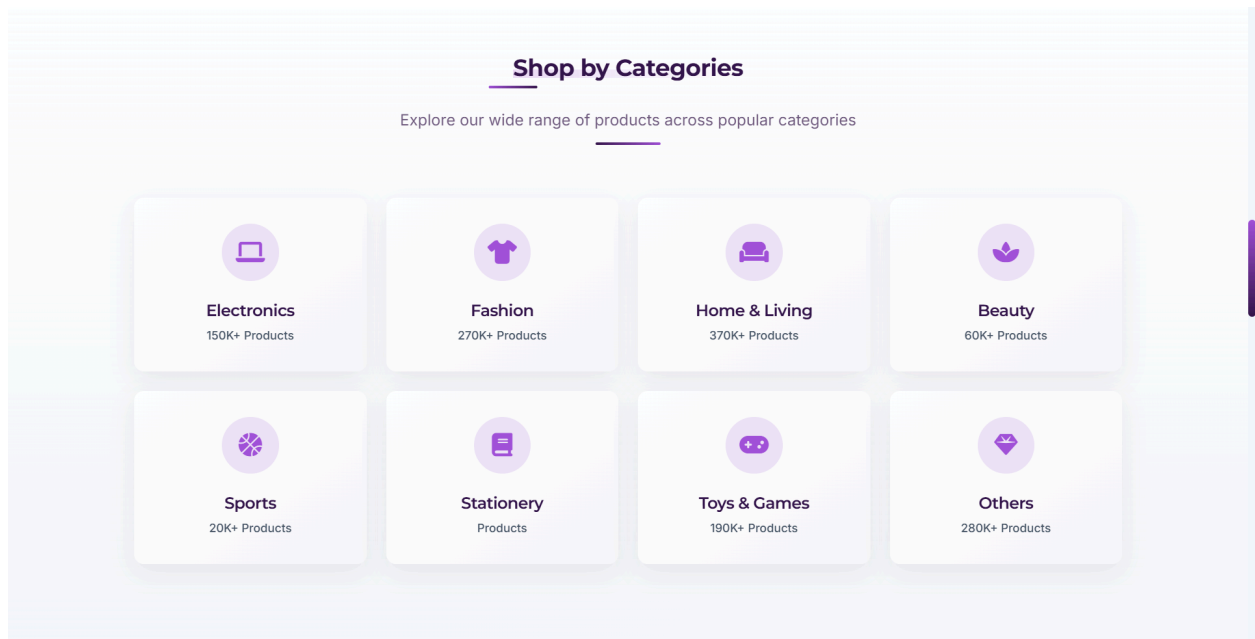 Shop by Categories
Explore our wide range of products across popular categories
Electronics
150K+ Products
Fashion
270K+ Products
Home & Living
370K+ Products
Beauty
60K+ Products
Sports
20K+ Products
Stationery
Products
Toys & Games
190K+ Products
Others
280K+ Products